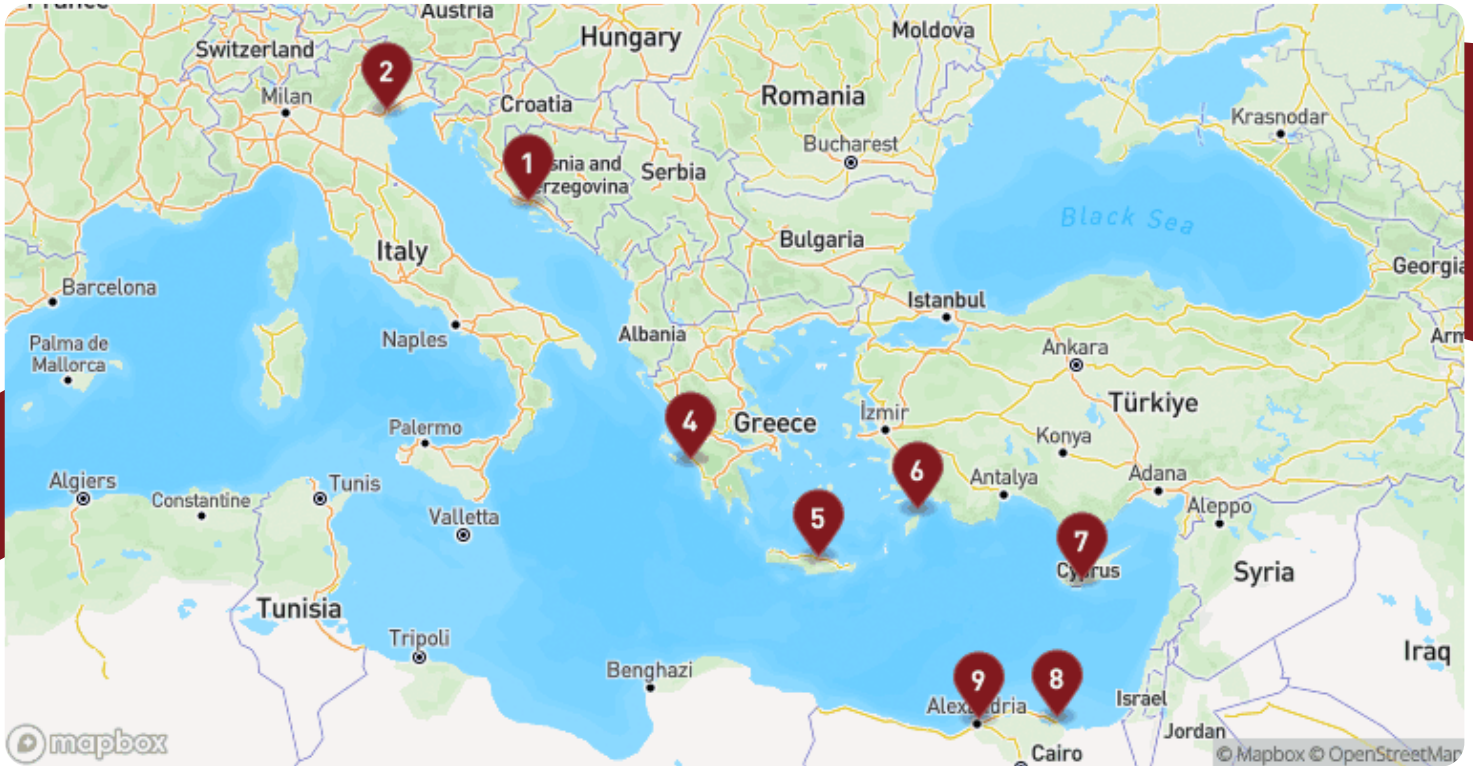 France
Austria
Switzerland
Hungary
Moldova
2
Milan
Croatia
Romania
Krasnodar
Bucharest
1
snia and
erzegovina
Serbia
Black Sea
Italy
Bulgaria
Georgia
Barcelona
Istanbul
Naples
Albania
Palma de
Mallorca
Ankara
Arm
Türkiye
4
Greece
İzmir
Palermo
Konya
6
Antalya
Adana
Algiers
Constantine
Tunis
Aleppo
Valletta
5
7
Cyprus
Syria
Tunisia
Tripoli
Benghazi
Iraq
9
8
Alexandria
Israel
Jordan
Cairo
mapbox
© Mapbox © OpenStreetMap